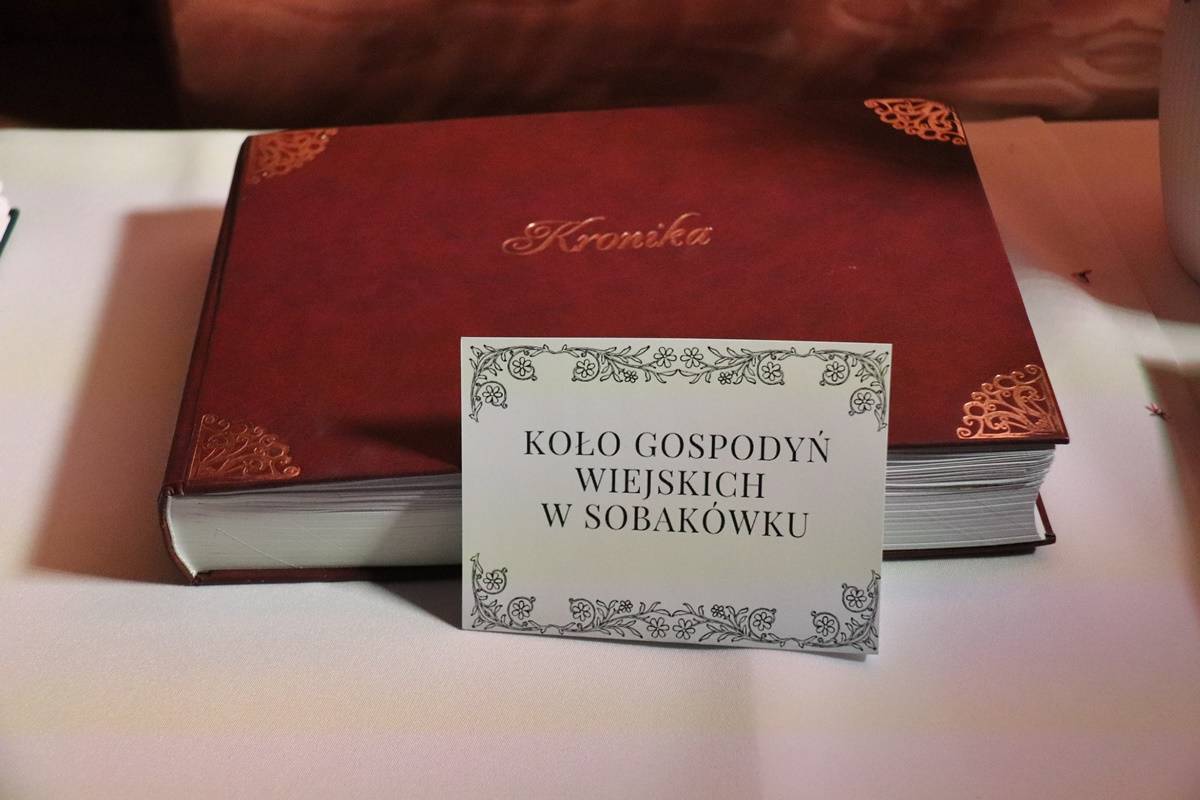 Kronika
KOŁO GOSPODYŃ
WIEJSKICH
W SOBAKÓWKU